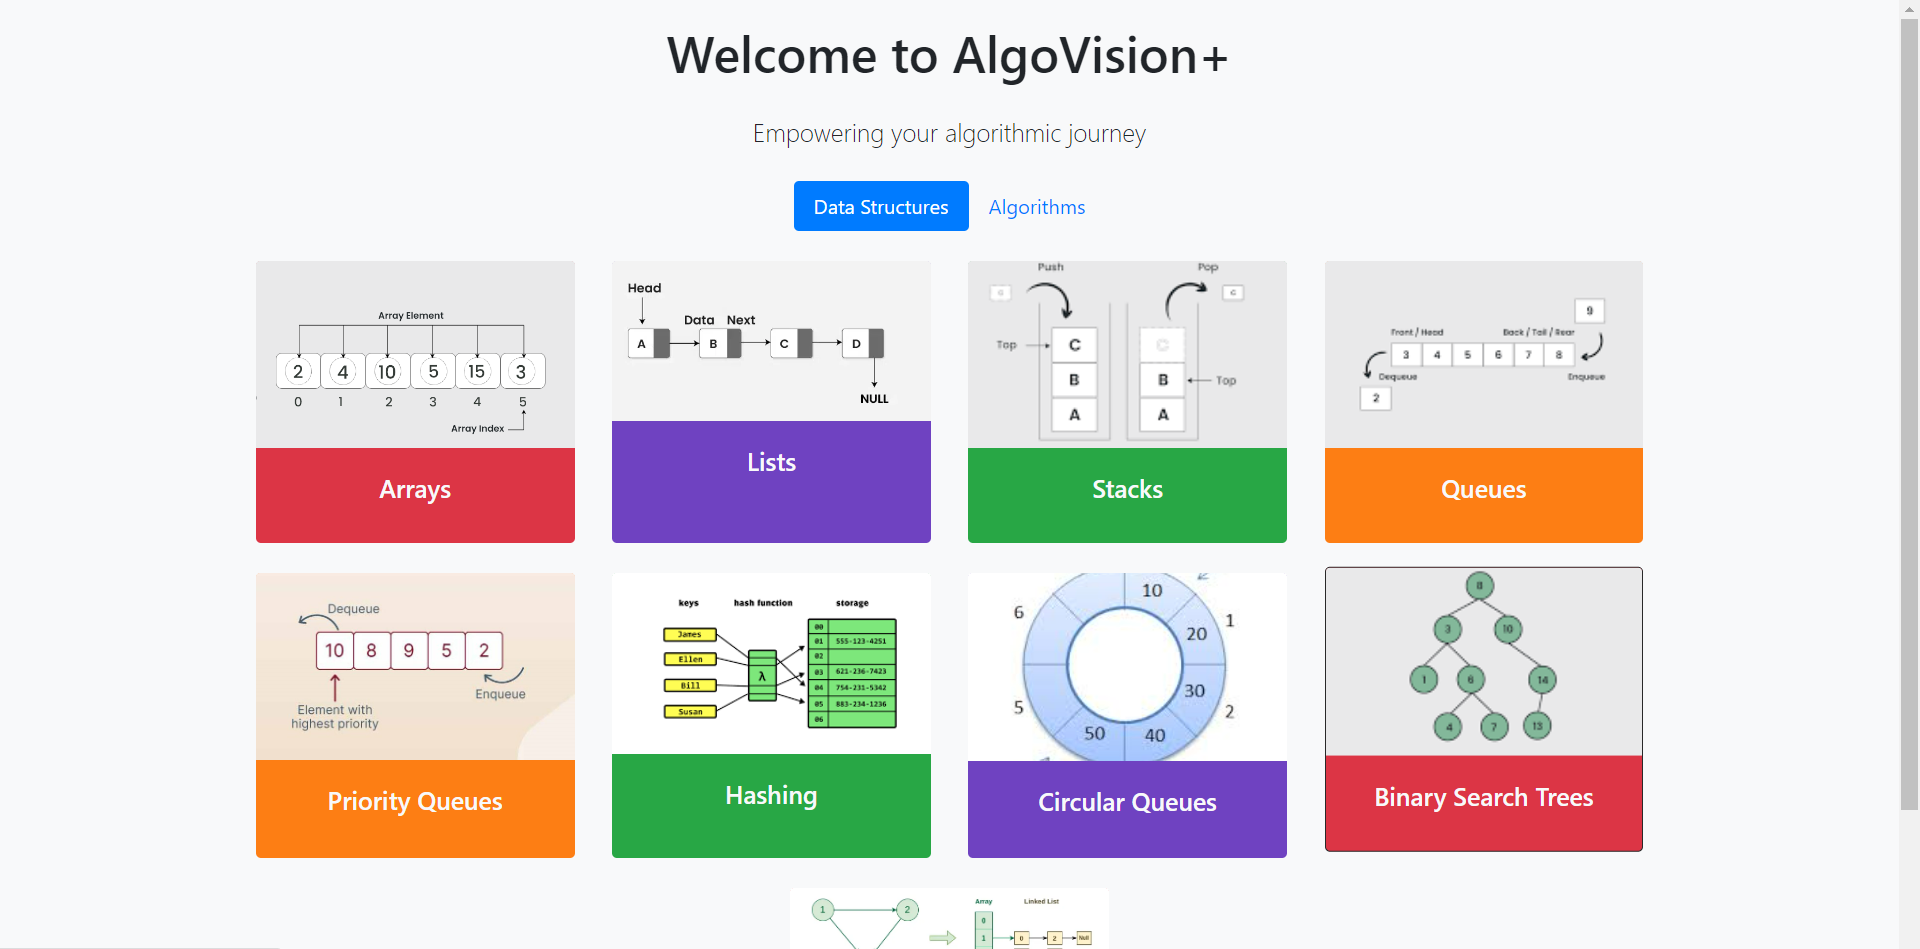 Welcome to AlgoVision+
Empowering your algorithmic journey
Data Structures
Algorithms
Array Element
2 4 10 5 15 3
0 1 2 3 4 5
Array Index
Arrays
Head
Data Next
A B C D
NULL
Lists
Push
Pop
C
C
Top
C
C
B
B
Top
A
A
Stacks
9
Front / Head
Back / Tail / Rear
3 4 5 6 7 8
Dequeue
Enqueue
2
Queues
Dequeue
10 8 9 5 2
Enqueue
Element with
highest priority
Priority Queues
keys hash function storage
James
Ellen
Bill
Susan
λ
00
01 555-123-4251
02
03 621-236-7423
04 754-231-5342
05 883-234-1236
06
Hashing
10
6
1
20
30
5
2
50
40
Circular Queues
8
3 10
1 6 14
4 7 13
Binary Search Trees
1
2
Array
Linked List
0
1
0
2
Null